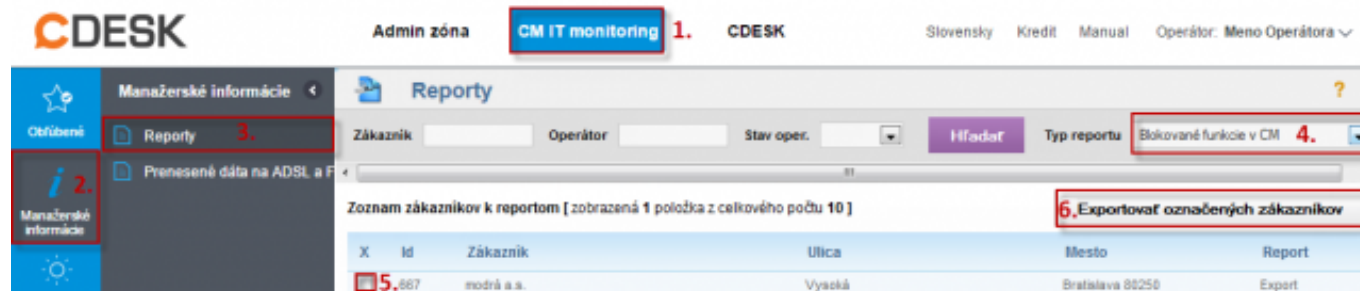 CDESK
Admin zóna CM IT monitoring 1. CDESK Slovensky Kredit Manual Operátor: Meno Operátora
Obľúbené
Manažérské informácie
Reporty ?
Reporty 3.
Zákazník Operátor Stav oper. Hľadať Typ reportu Blokované funkcie v CM 4.
2.
Manažerské
informácie
Prenesené dáta na ADSL a F
Zoznam zákazníkov k reportom [ zobrazená 1 položka z celkového počtu 10 ] 6. Exportovať označených zákazníkov
X Id Zákazník Ulica Mesto Report
5. 667 modrá a.s. Vysoká Bratislava 80250 Export